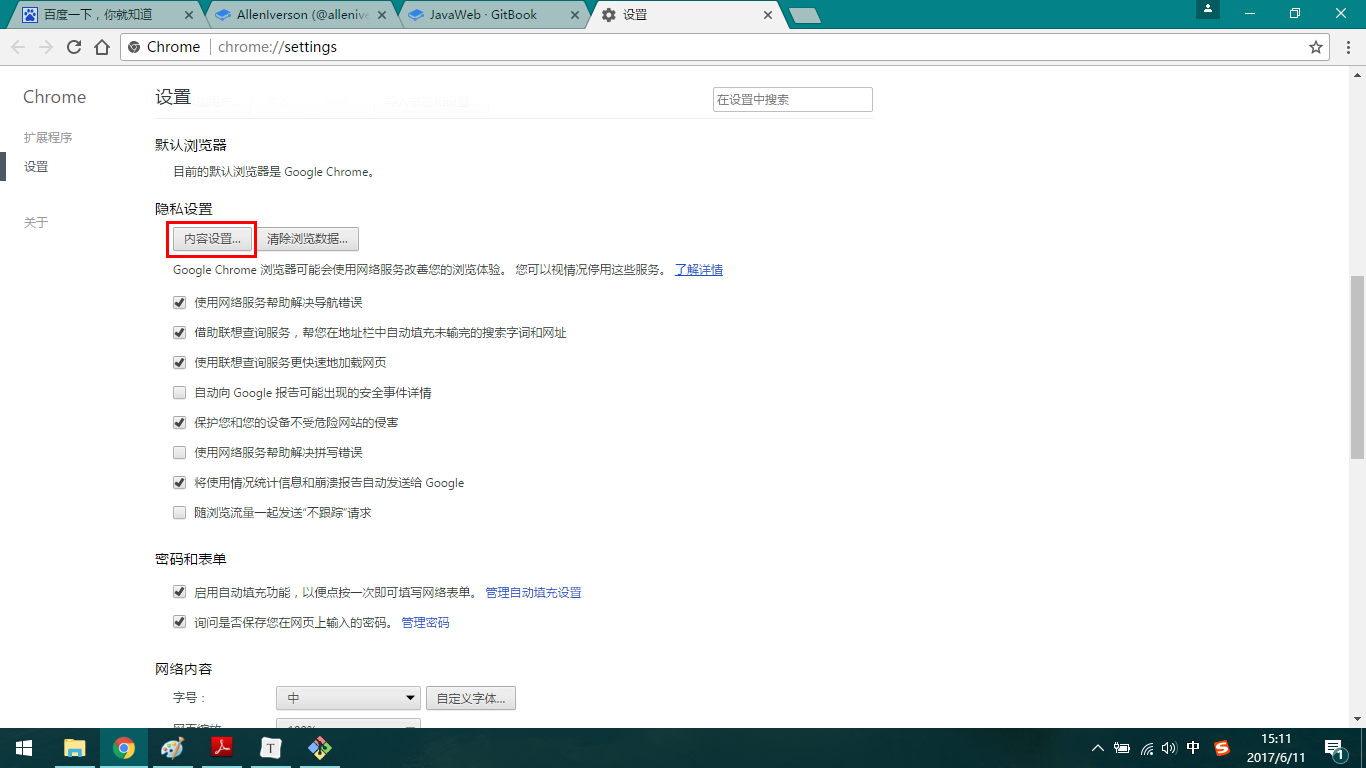 百度一下，你就知道
AllenIverson (@allenive
JavaWeb · GitBook
设置
Chrome
chrome://settings
Chrome
设置
在设置中搜索
扩展程序
设置
关于
默认浏览器
目前的默认浏览器是 Google Chrome。
隐私设置
内容设置...
清除浏览数据...
Google Chrome 浏览器可能会使用网络服务改善您的浏览体验。 您可以视情况停用这些服务。 了解详情
使用网络服务帮助解决导航错误
借助联想查询服务，帮您在地址栏中自动填充未输完的搜索字词和网址
使用联想查询服务更快速地加载网页
自动向 Google 报告可能出现的安全事件详情
保护您和您的设备不受危险网站的侵害
使用网络服务帮助解决拼写错误
将使用情况统计信息和崩溃报告自动发送给 Google
随浏览流量一起发送“不跟踪”请求
密码和表单
启用自动填充功能，以便点按一次即可填写网络表单。 管理自动填充设置
询问是否保存您在网页上输入的密码。 管理密码
网络内容
字号：
中
自定义字体...
T
中
S
15:11
2017/6/11
1